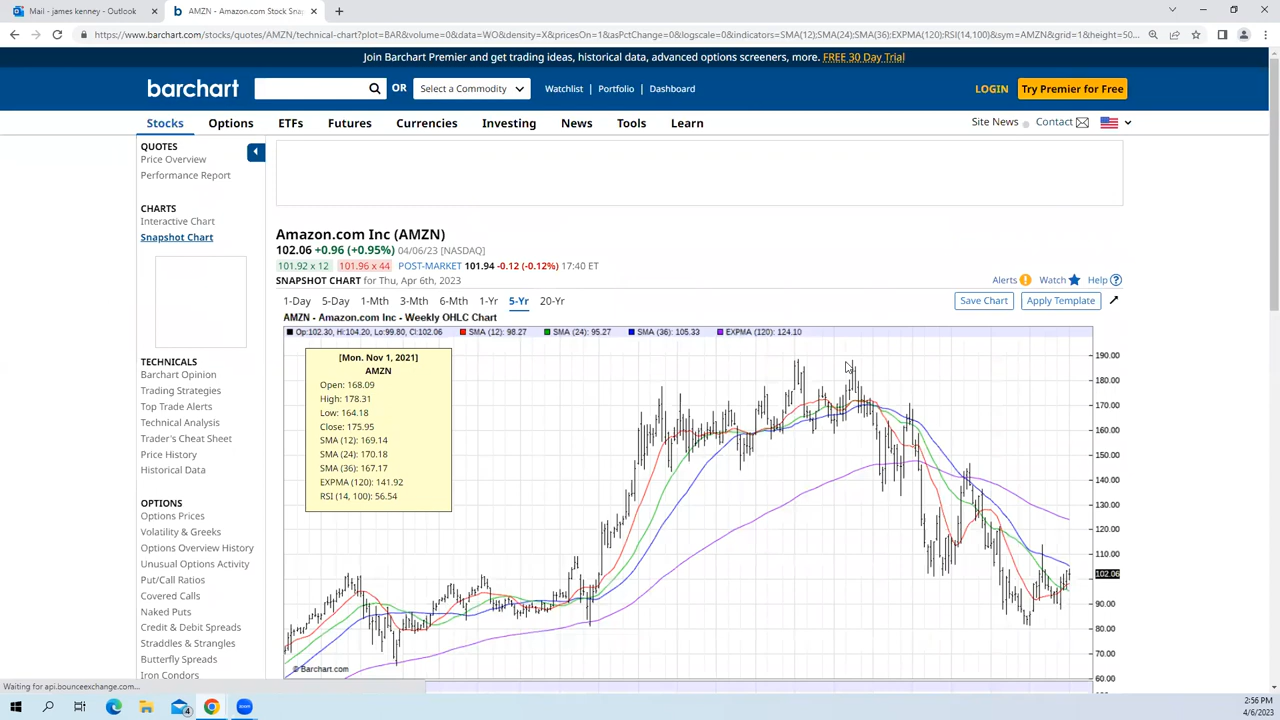 Mail - james kenney - Outlook
AMZN - Amazon.com Stock Sna
https://www.barchart.com/stocks/quotes/AMZN/technical-chart?plot=BAR&volume=0&data=WO&density=X&pricesOn=1&asPctChange=0&logscale=0&indicators=SMA(12);SMA(24);SMA(36);EXPMA(120);RSI(14,100)&sym=AMZN&grid=1&height=50...
Join Barchart Premier and get trading ideas, historical data, advanced options screeners, more. FREE 30 Day Trial
barchart
OR
Select a Commodity
Watchlist | Portfolio | Dashboard
LOGIN
Try Premier for Free
Stocks Options ETFs Futures Currencies Investing News Tools Learn
Site News Contact
QUOTES
Price Overview
Performance Report
CHARTS
Interactive Chart
Snapshot Chart
TECHNICALS
Barchart Opinion
Trading Strategies
Top Trade Alerts
Technical Analysis
Trader's Cheat Sheet
Price History
Historical Data
OPTIONS
Options Prices
Volatility & Greeks
Options Overview History
Unusual Options Activity
Put/Call Ratios
Covered Calls
Naked Puts
Credit & Debit Spreads
Straddles & Strangles
Butterfly Spreads
Iron Condors
Amazon.com Inc (AMZN)
102.06 +0.96 (+0.95%) 04/06/23 [NASDAQ]
101.92 x 12 101.96 x 44 POST-MARKET 101.94 -0.12 (-0.12%) 17:40 ET
SNAPSHOT CHART for Thu, Apr 6th, 2023
Alerts Watch Help
1-Day 5-Day 1-Mth 3-Mth 6-Mth 1-Yr 5-Yr 20-Yr
Save Chart Apply Template
AMZN - Amazon.com Inc - Weekly OHLC Chart
Op:102.30, Hi:104.20, Lo:99.80, Cl:102.06 SMA (12): 98.27 SMA (24): 95.27 SMA (36): 105.33 EXPMA (120): 124.10
[Mon. Nov 1, 2021]
AMZN
Open: 168.09
High: 178.31
Low: 164.18
Close: 175.95
SMA (12): 169.14
SMA (24): 170.18
SMA (36): 167.17
EXPMA (120): 141.92
RSI (14, 100): 56.54
190.00
180.00
170.00
160.00
150.00
140.00
130.00
120.00
110.00
102.06
90.00
80.00
70.00
60.00
© Barchart.com
Waiting for api.bounceexchange.com...
4
zoom
2:56 PM
4/6/2023